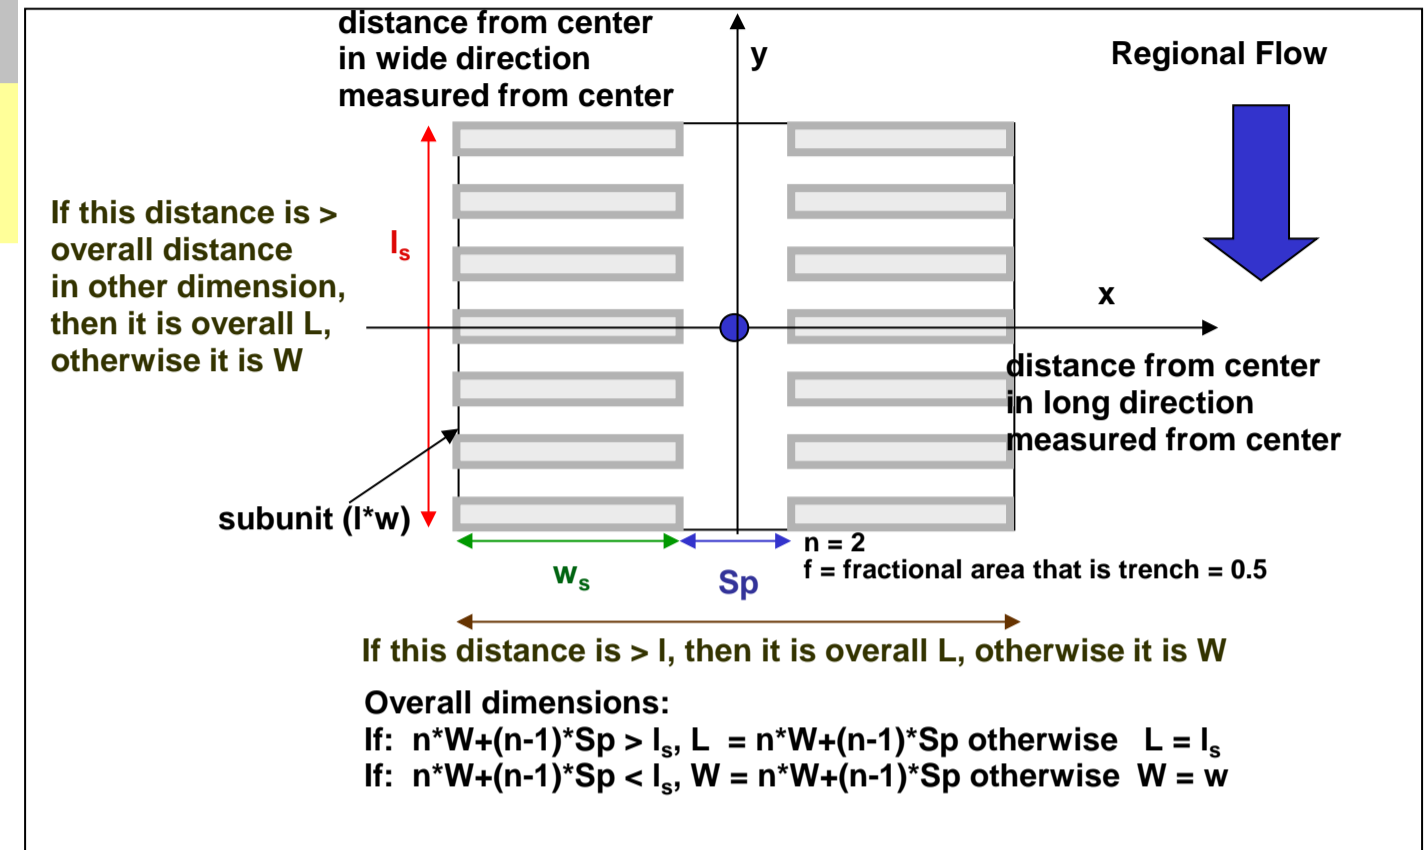 distance from center
in wide direction
measured from center
y
Regional Flow
If this distance is >
overall distance
in other dimension,
then it is overall L,
otherwise it is W
ls
x
distance from center
in long direction
measured from center
subunit (l*w)
ws
Sp
n = 2
f = fractional area that is trench = 0.5
If this distance is > l, then it is overall L, otherwise it is W
Overall dimensions:
If: n*W+(n-1)*Sp > ls, L = n*W+(n-1)*Sp otherwise L = ls
If: n*W+(n-1)*Sp < ls, W = n*W+(n-1)*Sp otherwise W = w